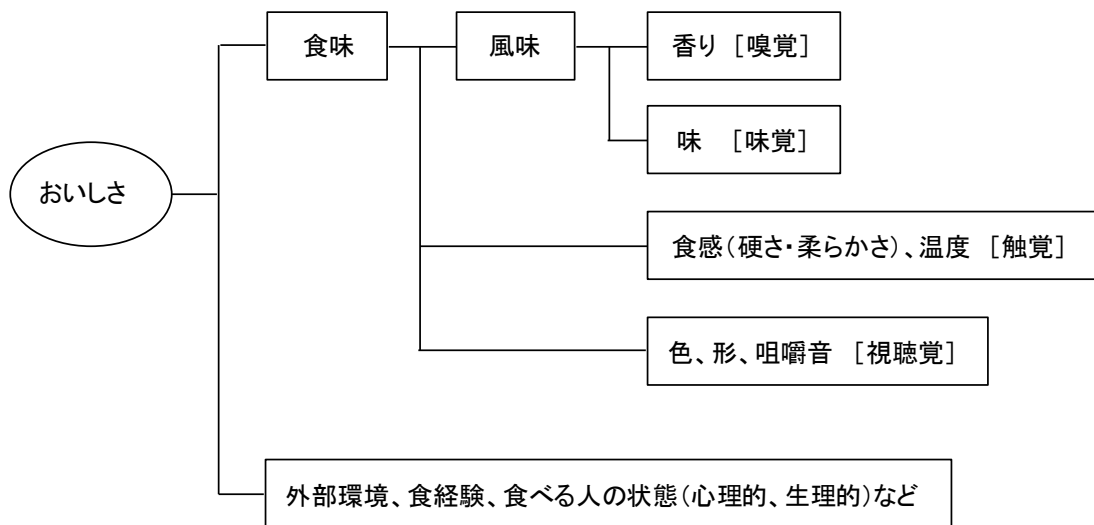 食味
風味
香り [嗅覚]
味 [味覚]
おいしさ
食感(硬さ・柔らかさ)、温度 [触覚]
色、形、咀嚼音 [視聴覚]
外部環境、食経験、食べる人の状態(心理的、生理的)など